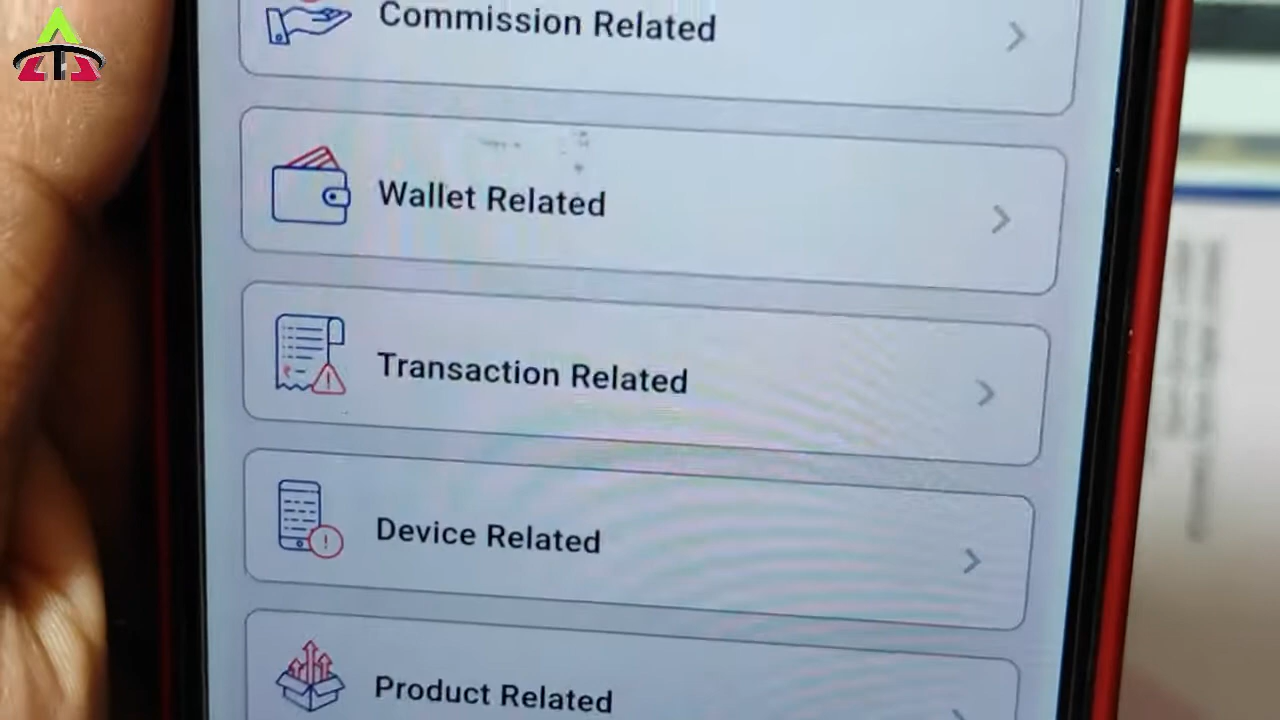 Commission Related
Wallet Related
Transaction Related
Device Related
Product Related